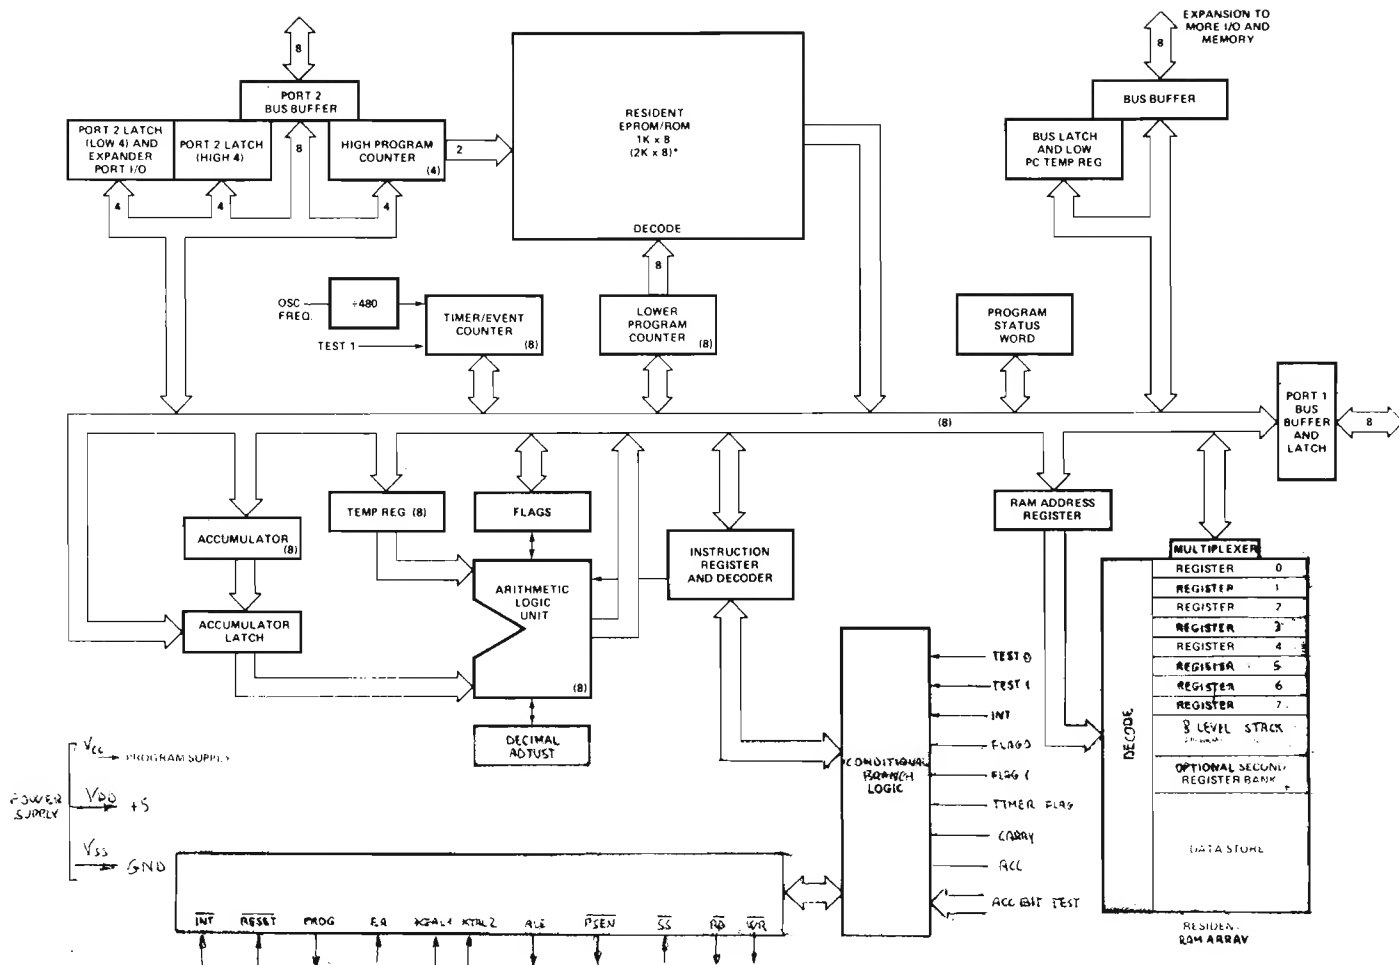 8
PORT 2
BUS BUFFER
PORT 2 LATCH
(LOW 4) AND
EXPANDER
PORT I/O
PORT 2 LATCH
(HIGH 4)
8
HIGH PROGRAM
COUNTER
(4)
2
4
4
4
RESIDENT
EPROM/ROM
1K x 8
(2K x 8)*
DECODE
8
EXPANSION TO
MORE I/O AND
MEMORY
8
BUS BUFFER
BUS LATCH
AND LOW
PC TEMP REG
OSC
FREQ.
÷480
TEST 1
TIMER/EVENT
COUNTER
(8)
LOWER
PROGRAM
COUNTER
(8)
PROGRAM
STATUS
WORD
(8)
PORT 1
BUS
BUFFER
AND
LATCH
8
ACCUMULATOR
(8)
ACCUMULATOR
LATCH
TEMP REG (8)
FLAGS
ARITHMETIC
LOGIC
UNIT
(8)
DECIMAL
ADJUST
INSTRUCTION
REGISTER
AND DECODER
RAM ADDRESS
REGISTER
MULTIPLEXER
DECODE
REGISTER 0
REGISTER 1
REGISTER 2
REGISTER 3
REGISTER 4
REGISTER 5
REGISTER 6
REGISTER 7
8 LEVEL STACK
OPTIONAL SECOND
REGISTER BANK
DATA STORE
RESIDENT
RAM ARRAY
CONDITIONAL
BRANCH
LOGIC
TEST 0
TEST 1
INT
FLAG 0
FLAG 1
TIMER FLAG
CARRY
ACC
ACC BIT TEST
POWER
SUPPLY
VCC
PROGRAM SUPPLY
VDD
+5
VSS
GND
INT RESET PROG EA XTAL1 XTAL2 ALE PSEN SS RD WR